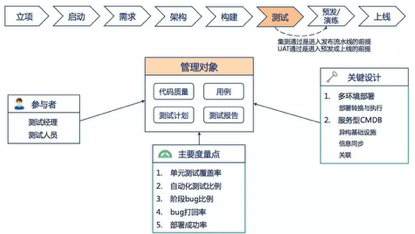 立项
启动
需求
架构
构建
测试
预发/
演练
上线
集测通过是进入发布流水线的前提
UAT通过是进入预发或上线的前提
管理对象
代码质量
用例
测试计划
测试报告
参与者
测试经理
测试人员
关键设计
1. 多环境部署
部署转换与执行
2. 服务型CMDB
异构基础设施
信息同步
关联
主要度量点
1. 单元测试覆盖率
2. 自动化测试比例
3. 阶段bug比例
4. bug打回率
5. 部署成功率